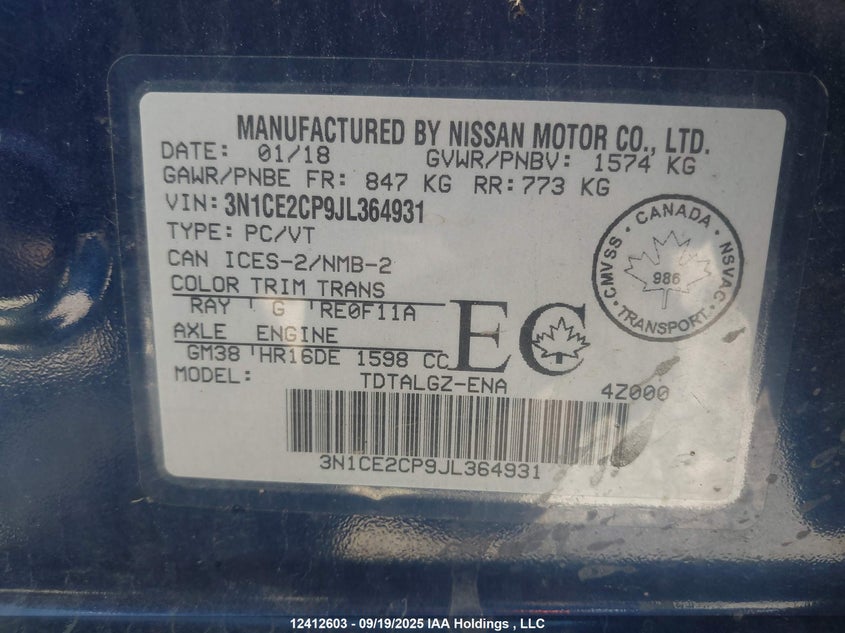 MANUFACTURED BY NISSAN MOTOR CO., LTD.
DATE: 01/18 GVWR/PNBV: 1574 KG
GAWR/PNBE FR: 847 KG RR: 773 KG
VIN: 3N1CE2CP9JL364931
TYPE: PC/VT
CAN ICES-2/NMB-2
COLOR TRIM TRANS
RAY G RE0F11A
AXLE ENGINE
GM38 HR16DE 1598 CC
MODEL: TDTALGZ-ENA 4Z000
EC
CANADA
CMVSS · NSVAC
986
TRANSPORT
3N1CE2CP9JL364931
12412603 - 09/19/2025 IAA Holdings , LLC